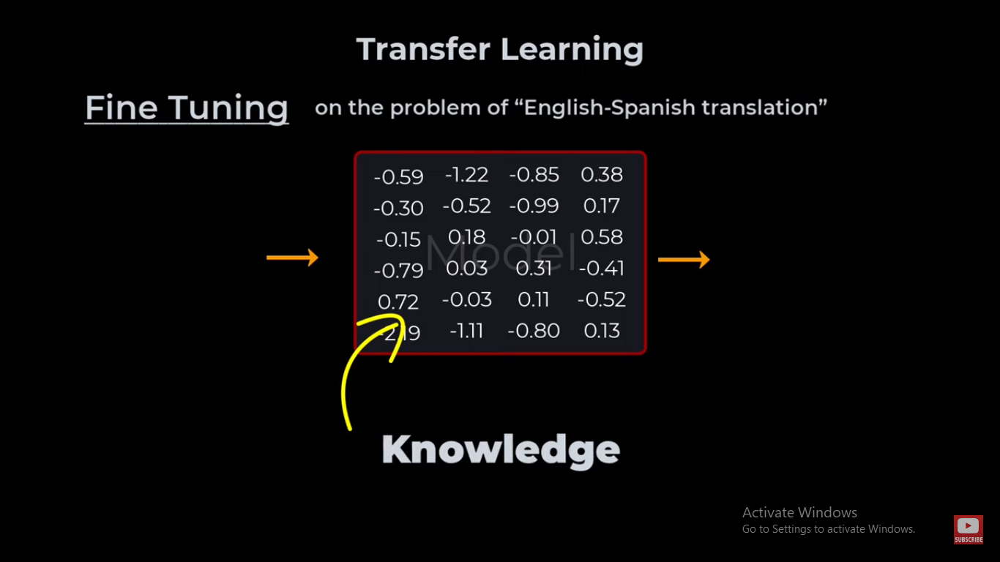 Transfer Learning
Fine Tuning on the problem of “English-Spanish translation”
-0.59 -1.22 -0.85 0.38
-0.30 -0.52 -0.99 0.17
-0.15 0.18 -0.01 0.58
Model
-0.79 0.03 0.31 -0.41
0.72 -0.03 0.11 -0.52
-2.19 -1.11 -0.80 0.13
Knowledge
Activate Windows
Go to Settings to activate Windows.
SUBSCRIBE